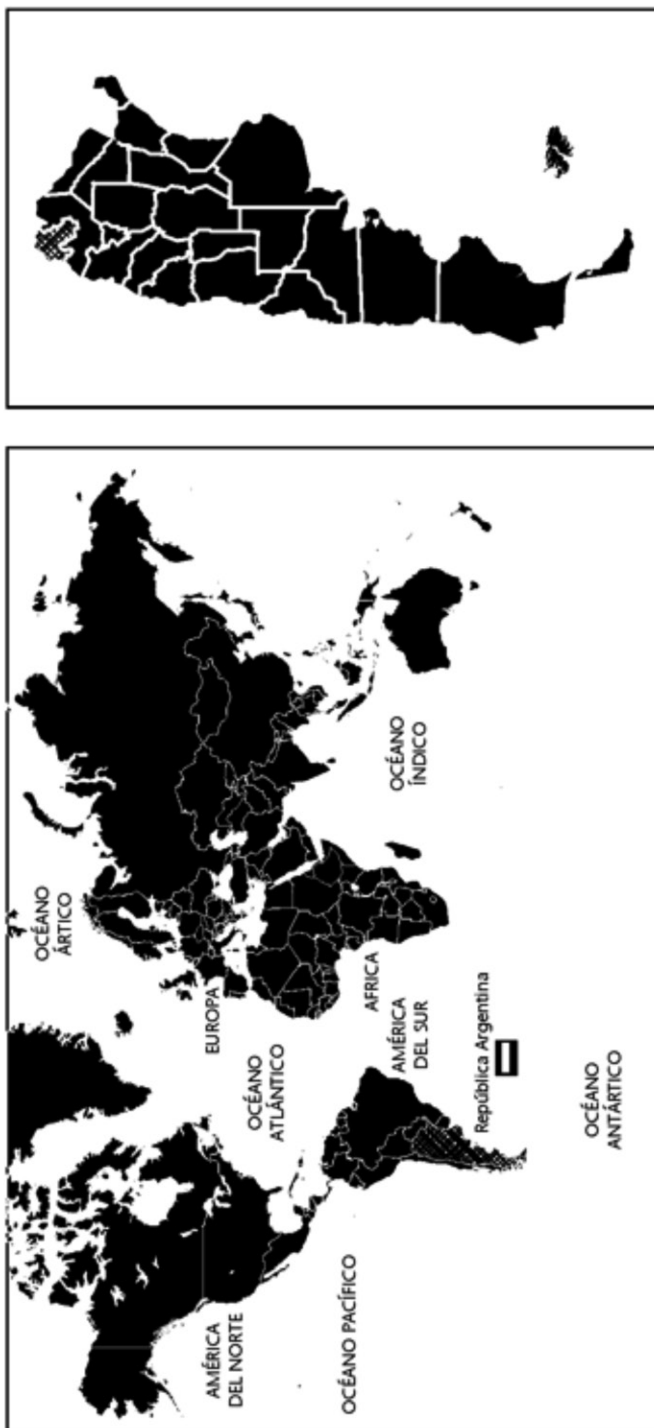 OCÉANO
ÁRTICO
EUROPA
AMÉRICA
DEL NORTE
OCÉANO
ATLÁNTICO
OCÉANO PACÍFICO
AFRICA
AMÉRICA
DEL SUR
OCÉANO
ÍNDICO
República Argentina
OCÉANO
ANTÁRTICO